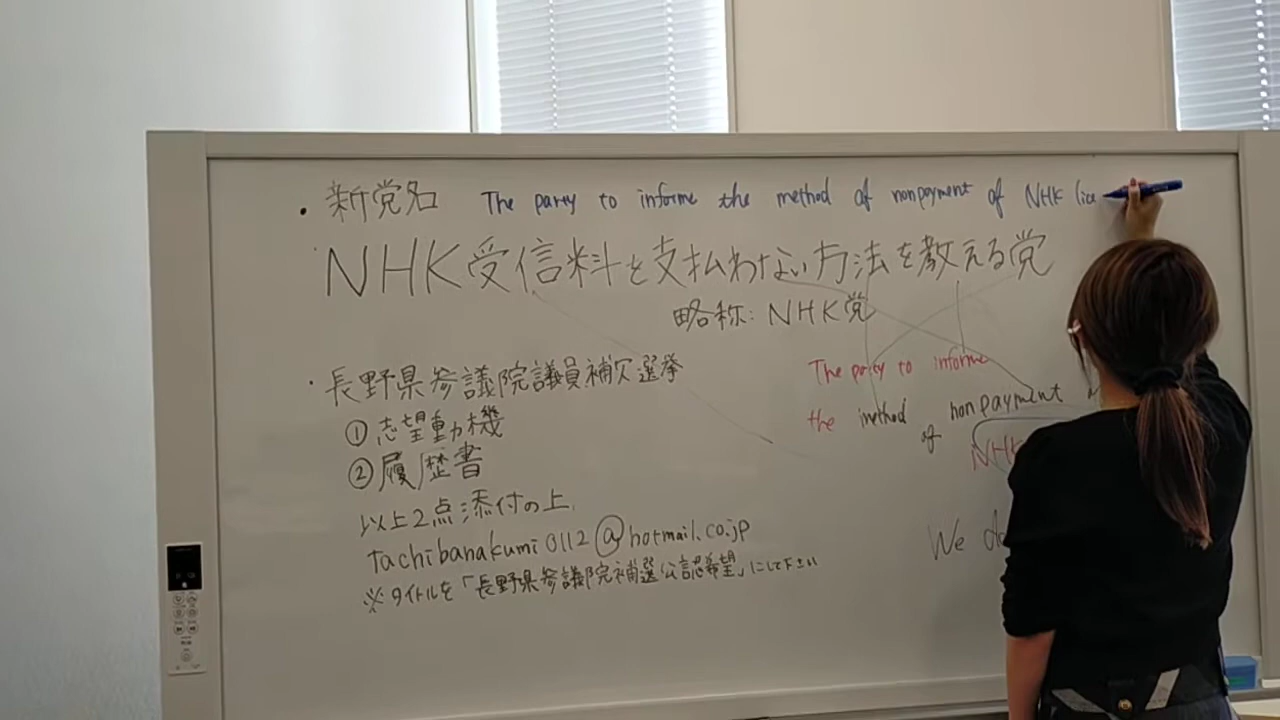 ・新党名 The party to informe the method of nonpayment of NHK lice
NHK受信料を支払わない方法を教える党
略称:NHK党
・長野県参議院議員補欠選挙
①志望動機
②履歴書
以上2点添付の上
tachibanakumi0112@hotmail.co.jp
※タイトルを「長野県参議院補選公認希望」にして下さい
The party to informe
the method of nonpayment
NHK
We do